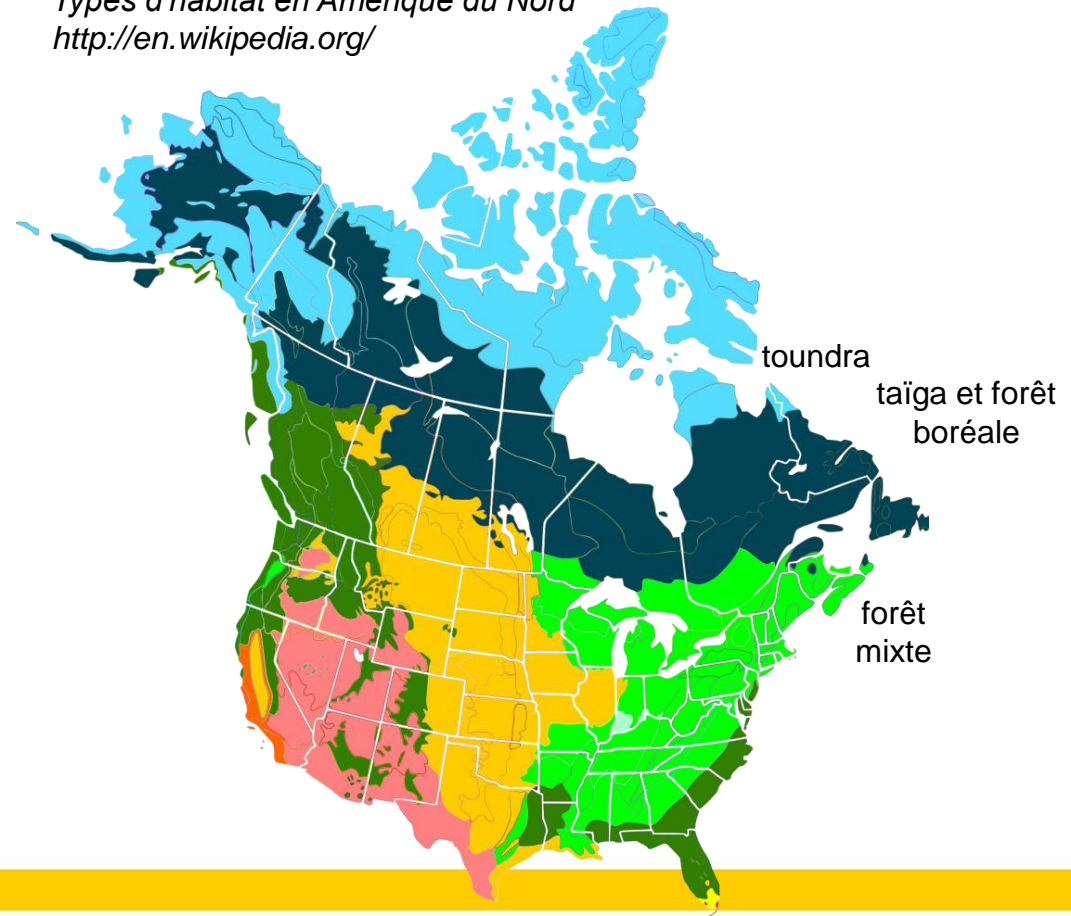 Types d'habitat en Amérique du Nord
http://en.wikipedia.org/
toundra
taïga et forêt
boréale
forêt
mixte